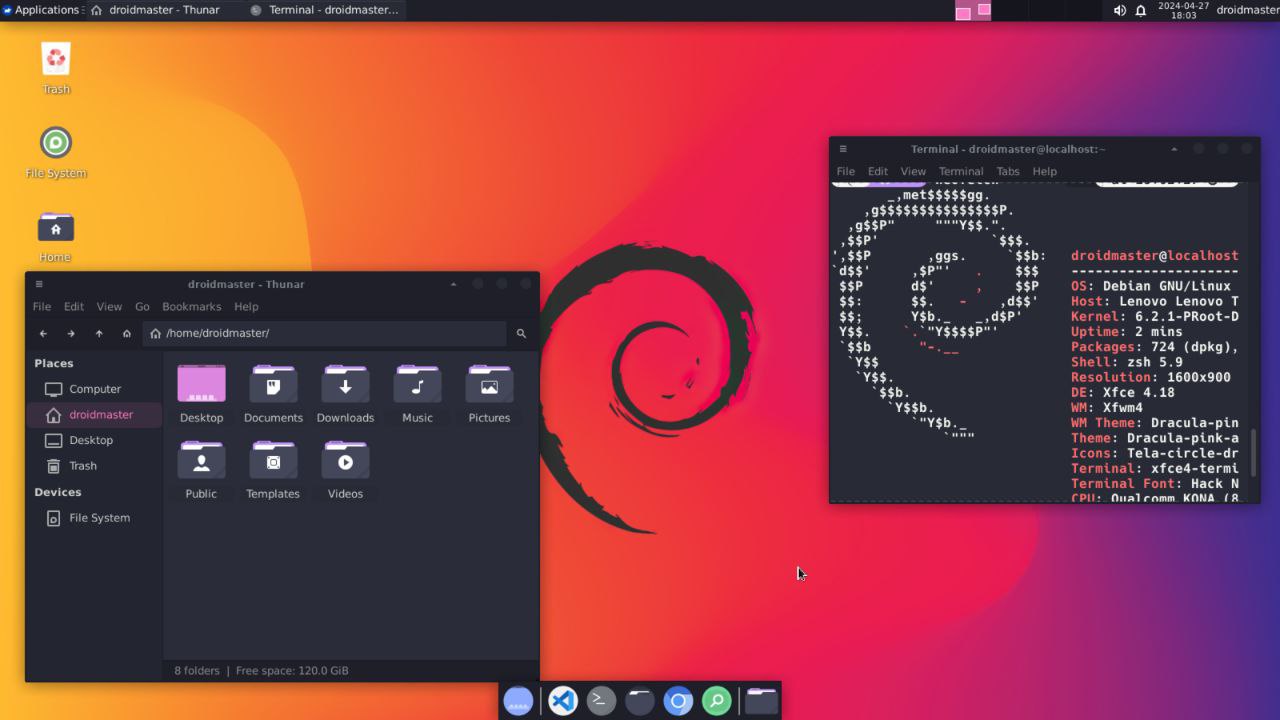 Applications
droidmaster - Thunar
Terminal - droidmaster...
2024-04-27
18:03
droidmaster
Trash
File System
Home
droidmaster - Thunar
File Edit View Go Bookmarks Help
/home/droidmaster/
Places
Computer
droidmaster
Desktop
Trash
Devices
File System
Desktop
Documents
Downloads
Music
Pictures
Public
Templates
Videos
8 folders | Free space: 120.0 GiB
Terminal - droidmaster@localhost:~
File Edit View Terminal Tabs Help
_,met$$$$$gg.
,g$$$$$$$$$$$$$$$P.
,g$$P" """Y$$.".
,$$P' `$$$.
',$$P ,ggs. `$$b: droidmaster@localhost
`d$$' ,$P"' . $$$ ---------------------
$$P d$' , $$P OS: Debian GNU/Linux
$$: $$. - ,d$$' Host: Lenovo Lenovo T
$$; Y$b._ _,d$P' Kernel: 6.2.1-PRoot-D
Y$$. `.`"Y$$$$P"' Uptime: 2 mins
`$$b "-.__ Packages: 724 (dpkg),
`Y$$ Shell: zsh 5.9
`Y$$. Resolution: 1600x900
`$$b. DE: Xfce 4.18
`Y$$b. WM: Xfwm4
`"Y$b._ WM Theme: Dracula-pin
`""" Theme: Dracula-pink-a
Icons: Tela-circle-dr
Terminal: xfce4-termi
Terminal Font: Hack N
CPU: Qualcomm KONA (8